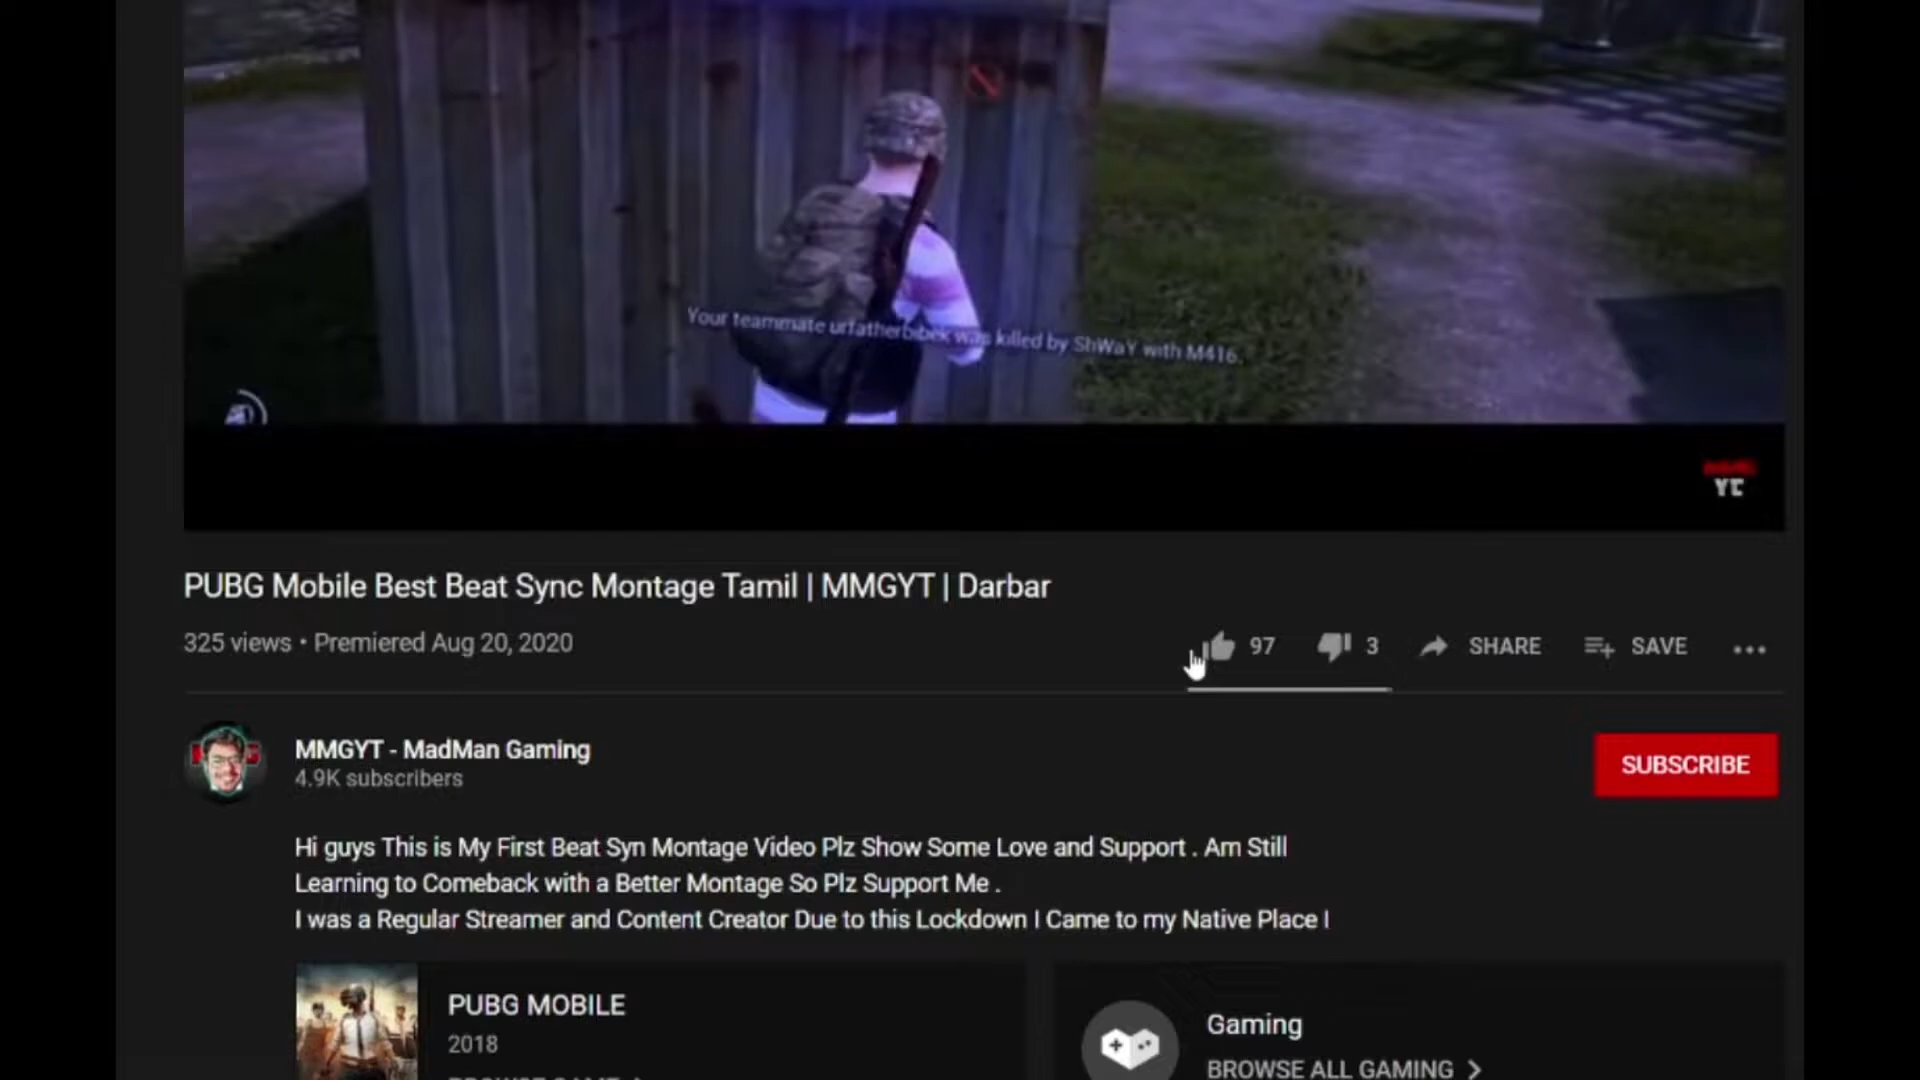 Your teammate urfatherbibek was killed by ShWaY with M416.
YT
PUBG Mobile Best Beat Sync Montage Tamil | MMGYT | Darbar
325 views • Premiered Aug 20, 2020
97 3 SHARE SAVE
MMGYT - MadMan Gaming
4.9K subscribers
SUBSCRIBE
Hi guys This is My First Beat Syn Montage Video Plz Show Some Love and Support . Am Still
Learning to Comeback with a Better Montage So Plz Support Me .
I was a Regular Streamer and Content Creator Due to this Lockdown I Came to my Native Place I
PUBG MOBILE
2018
Gaming
BROWSE ALL GAMING